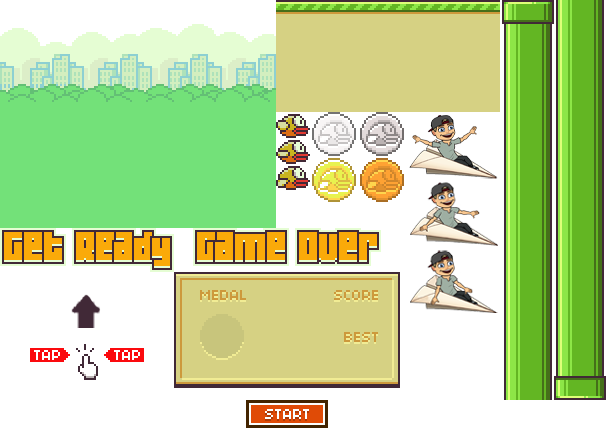 Get Ready
Game Over
MEDAL
SCORE
BEST
TAP
TAP
START